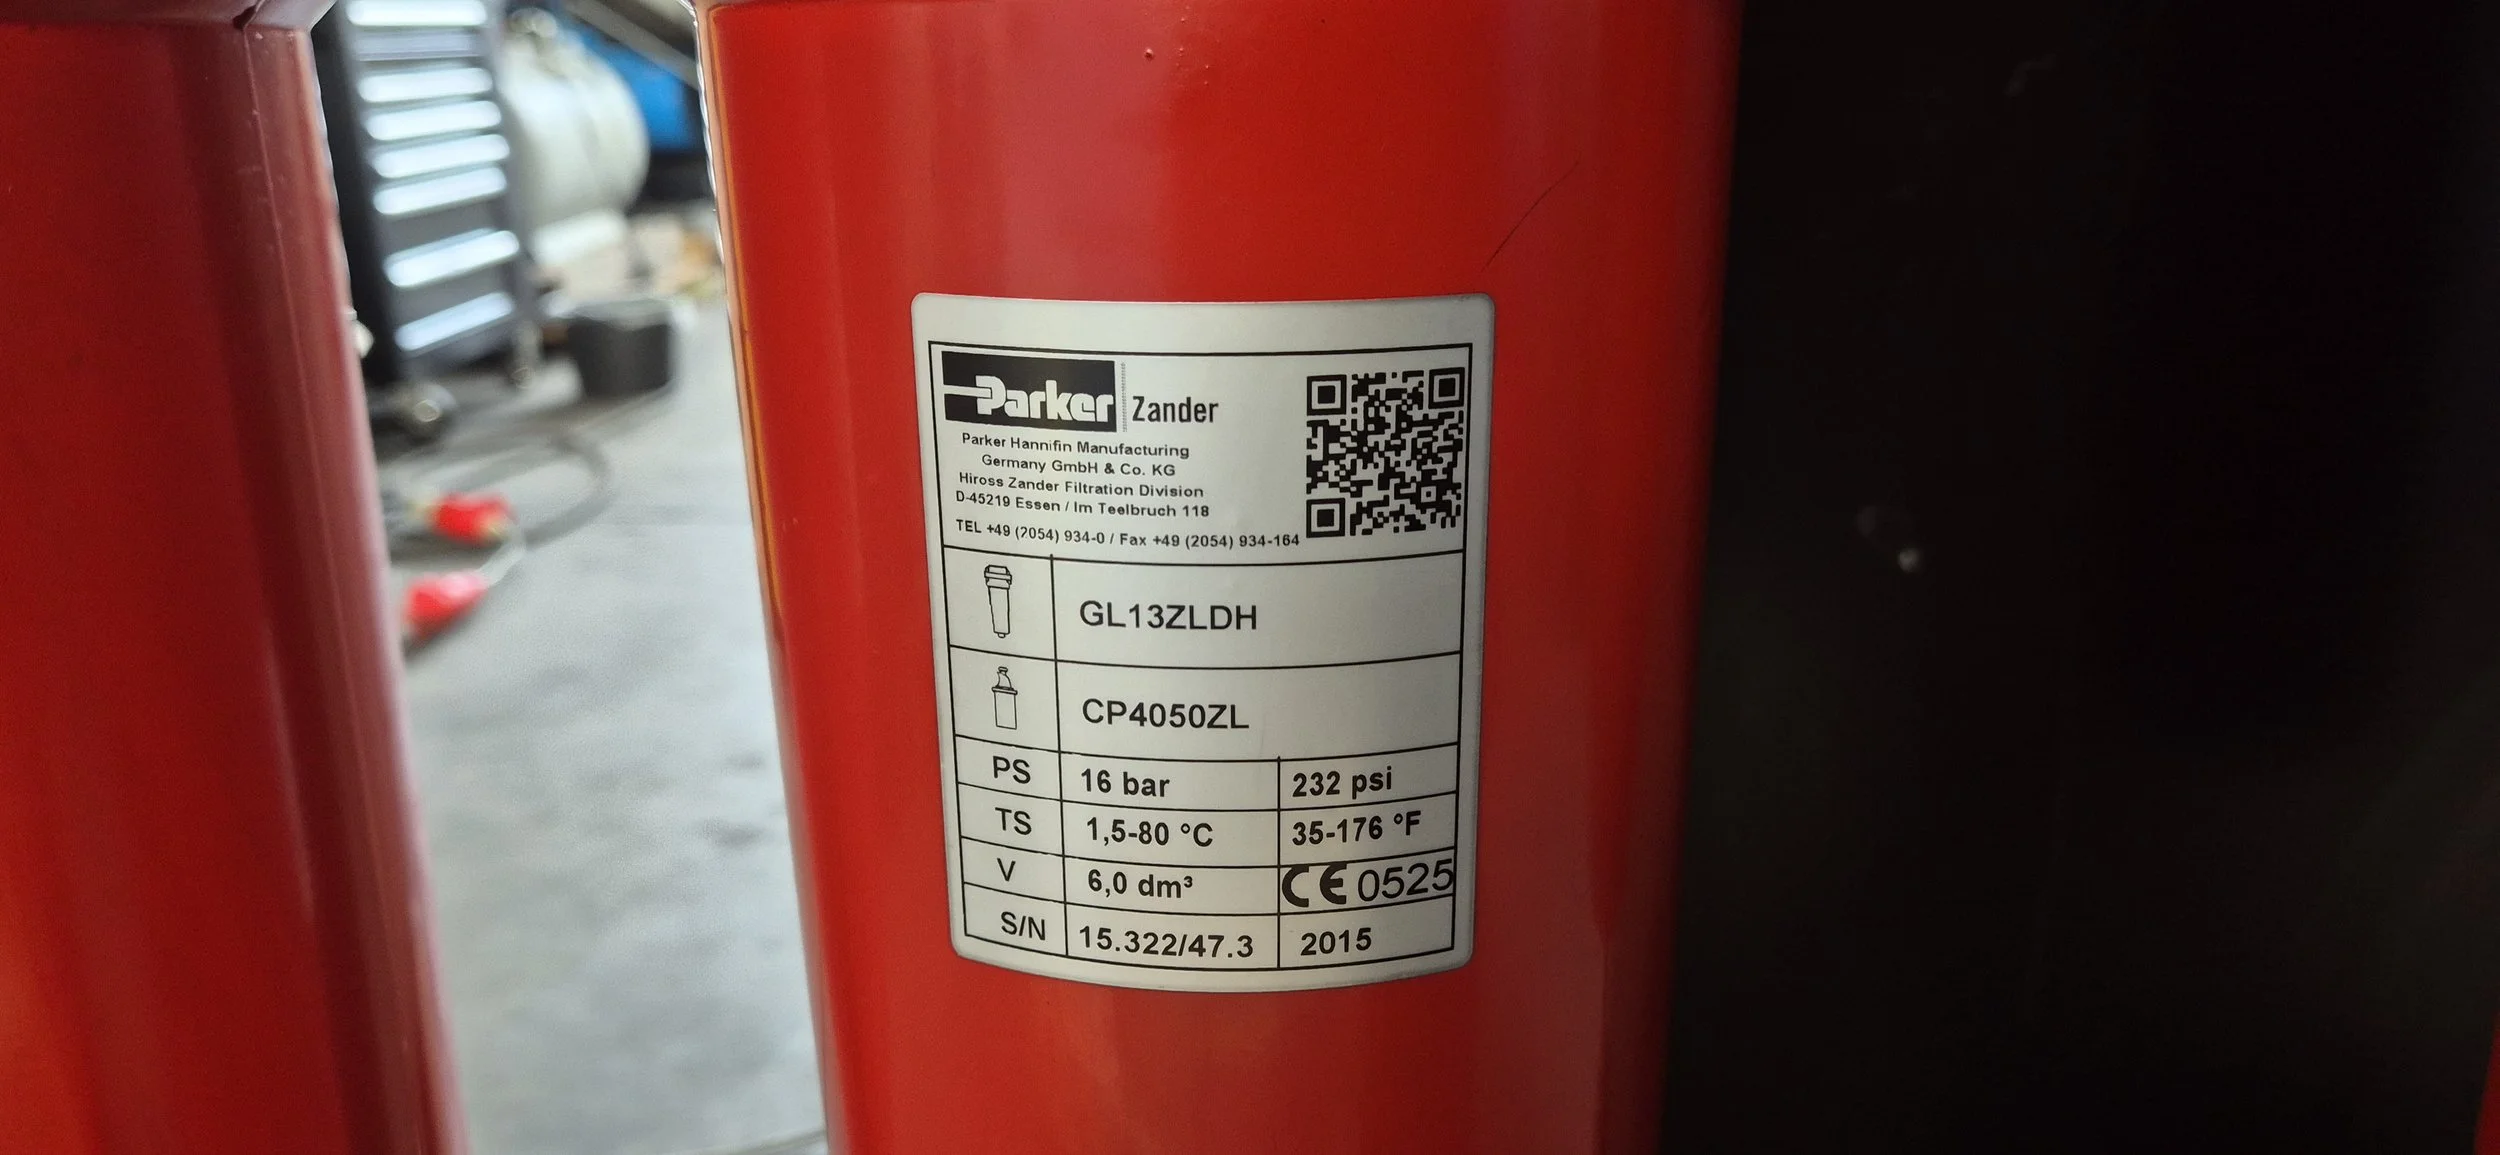 Parker Zander
Parker Hannifin Manufacturing
Germany GmbH & Co. KG
Hiross Zander Filtration Division
D-45219 Essen / Im Teelbruch 118
TEL +49 (2054) 934-0 / Fax +49 (2054) 934-164
GL13ZLDH
CP4050ZL
PS 16 bar 232 psi
TS 1,5-80 °C 35-176 °F
V 6,0 dm³ CE 0525
S/N 15.322/47.3 2015